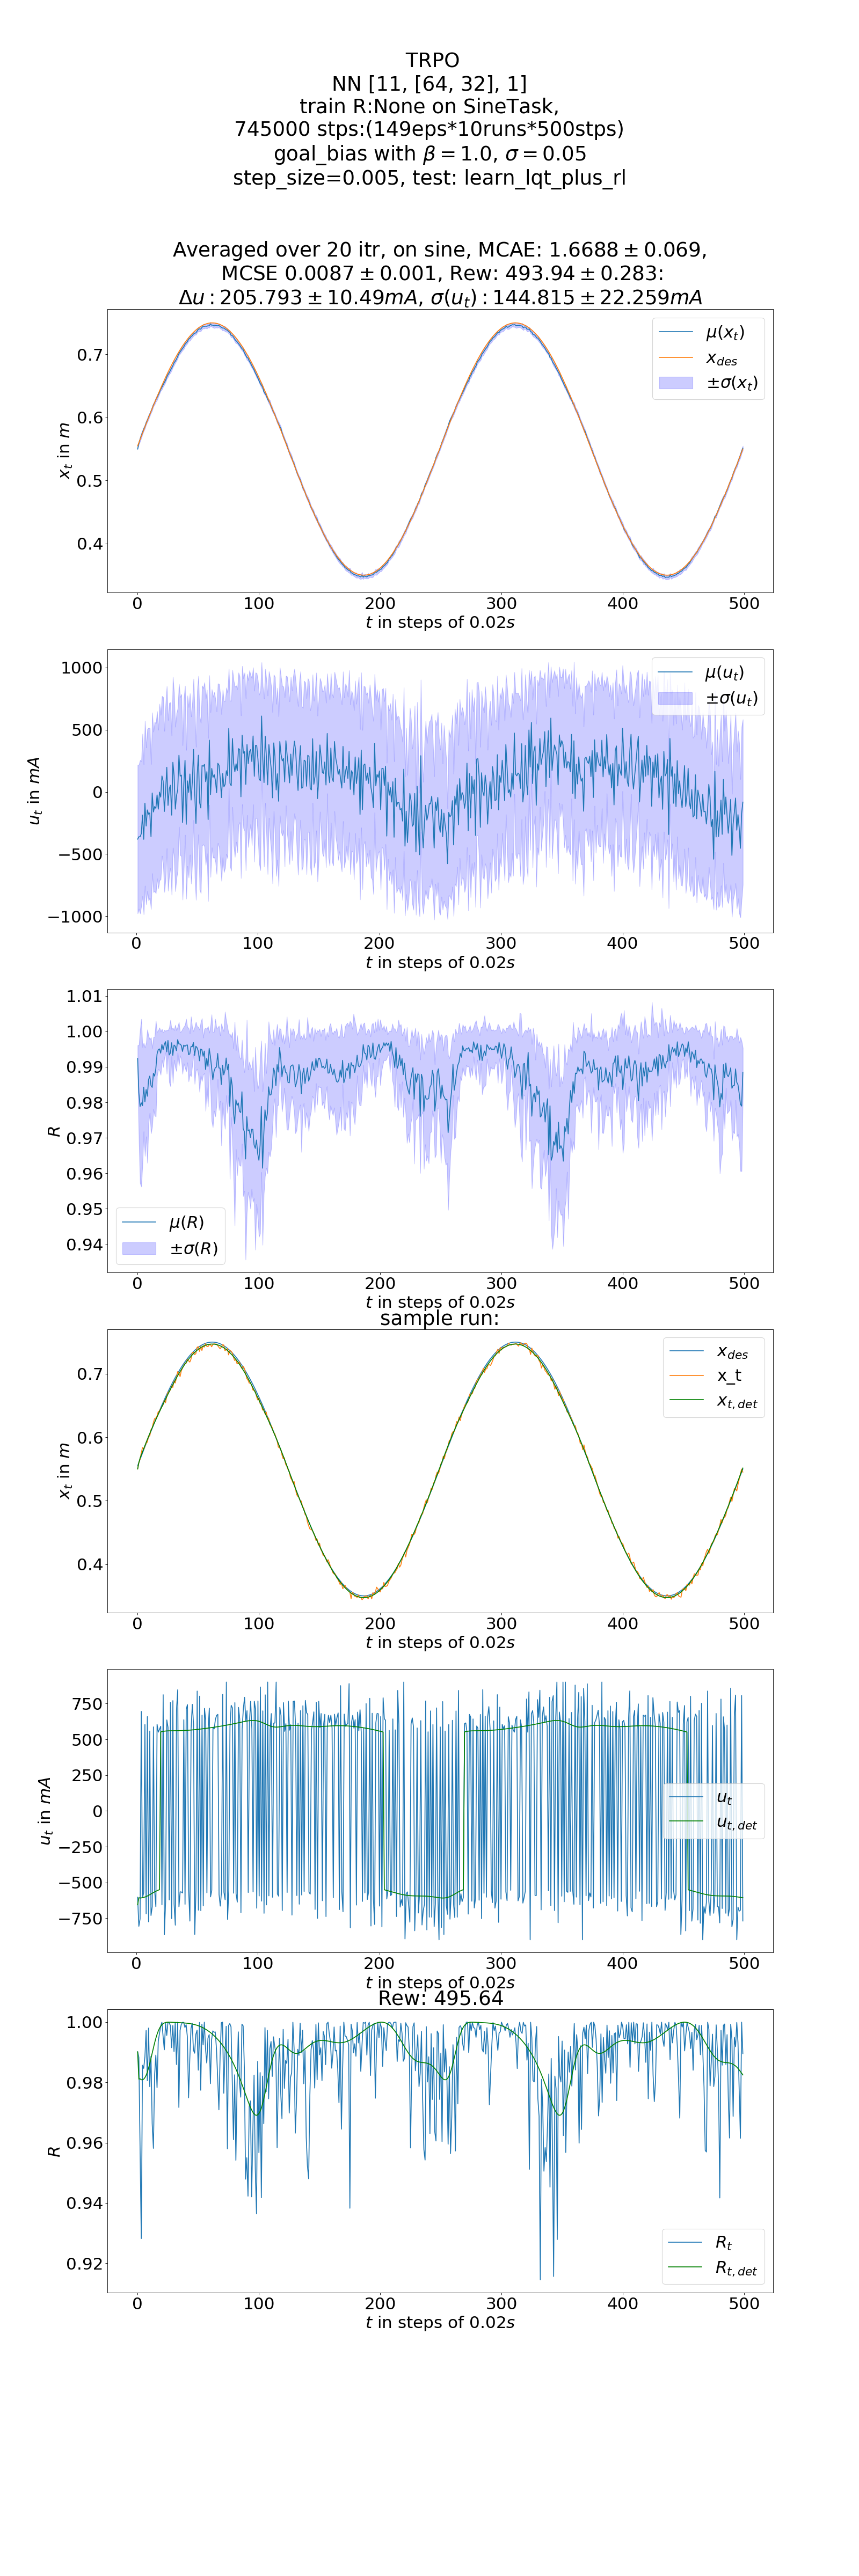 TRPO
NN [11, [64, 32], 1]
train R:None on SineTask,
745000 stps:(149eps*10runs*500stps)
goal_bias with β = 1.0, σ = 0.05
step_size=0.005, test: learn_lqt_plus_rl
Averaged over 20 itr, on sine, MCAE: 1.6688 ± 0.069,
MCSE 0.0087 ± 0.001, Rew: 493.94 ± 0.283:
Δu : 205.793 ± 10.49mA, σ(u_t) : 144.815 ± 22.259mA
μ(x_t)
x_des
±σ(x_t)
0.7
0.6
0.5
0.4
x_t in m
0 100 200 300 400 500
t in steps of 0.02s
μ(u_t)
±σ(u_t)
1000
500
0
−500
−1000
u_t in mA
0 100 200 300 400 500
t in steps of 0.02s
1.01
1.00
0.99
0.98
0.97
0.96
0.95
0.94
R
μ(R)
±σ(R)
0 100 200 300 400 500
t in steps of 0.02s
sample run:
x_des
x_t
x_t,det
0.7
0.6
0.5
0.4
x_t in m
0 100 200 300 400 500
t in steps of 0.02s
750
500
250
0
−250
−500
−750
u_t in mA
u_t
u_t,det
0 100 200 300 400 500
t in steps of 0.02s
Rew: 495.64
1.00
0.98
0.96
0.94
0.92
R
R_t
R_t,det
0 100 200 300 400 500
t in steps of 0.02s